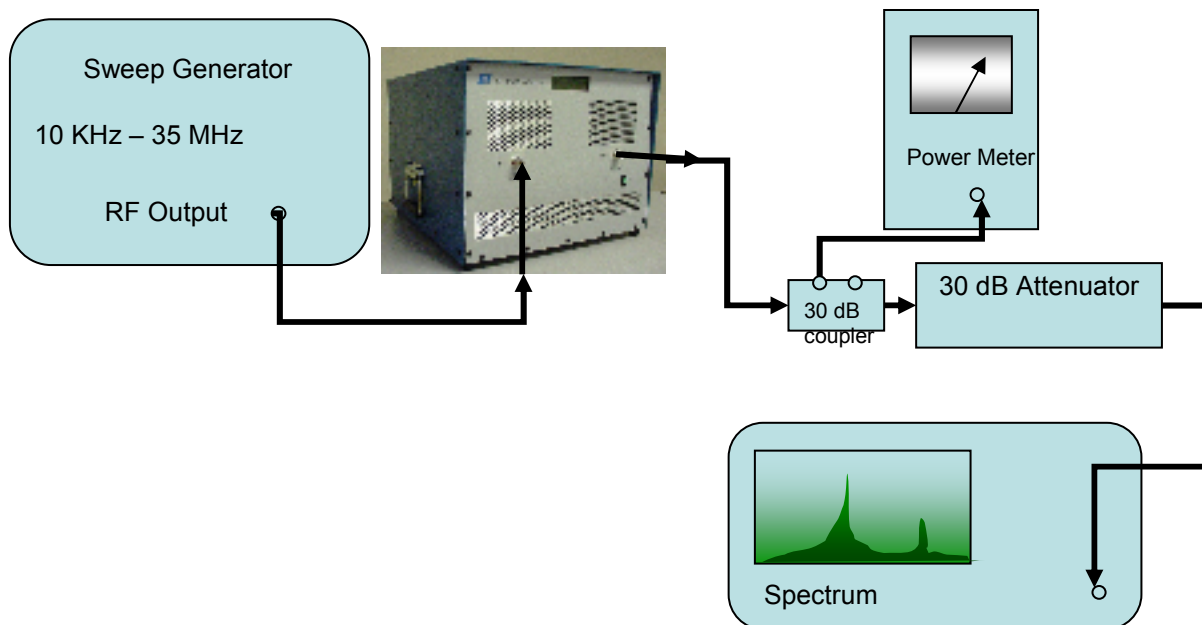 Sweep Generator
10 KHz – 35 MHz
RF Output
Power Meter
30 dB
coupler
30 dB Attenuator
Spectrum